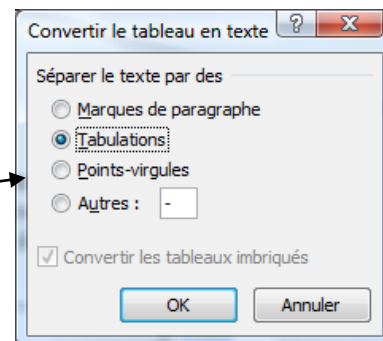 Convertir le tableau en texte ?
Séparer le texte par des
Marques de paragraphe
Tabulations
Points-virgules
Autres : -
Convertir les tableaux imbriqués
OK Annuler